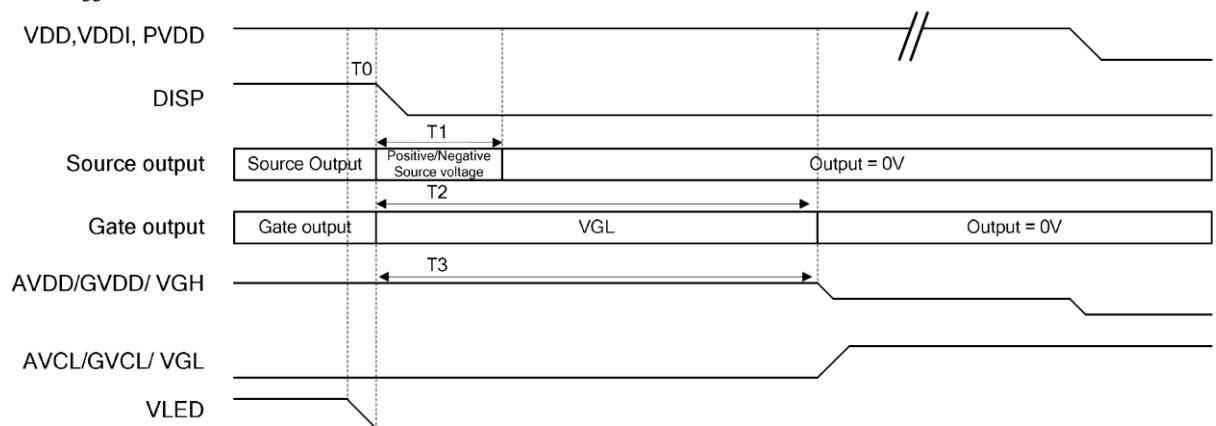 VDD,VDDI, PVDD
T0
DISP
T1
Source output
Source Output
Positive/Negative
Source voltage
Output = 0V
T2
Gate output
Gate output
VGL
Output = 0V
T3
AVDD/GVDD/ VGH
AVCL/GVCL/ VGL
VLED